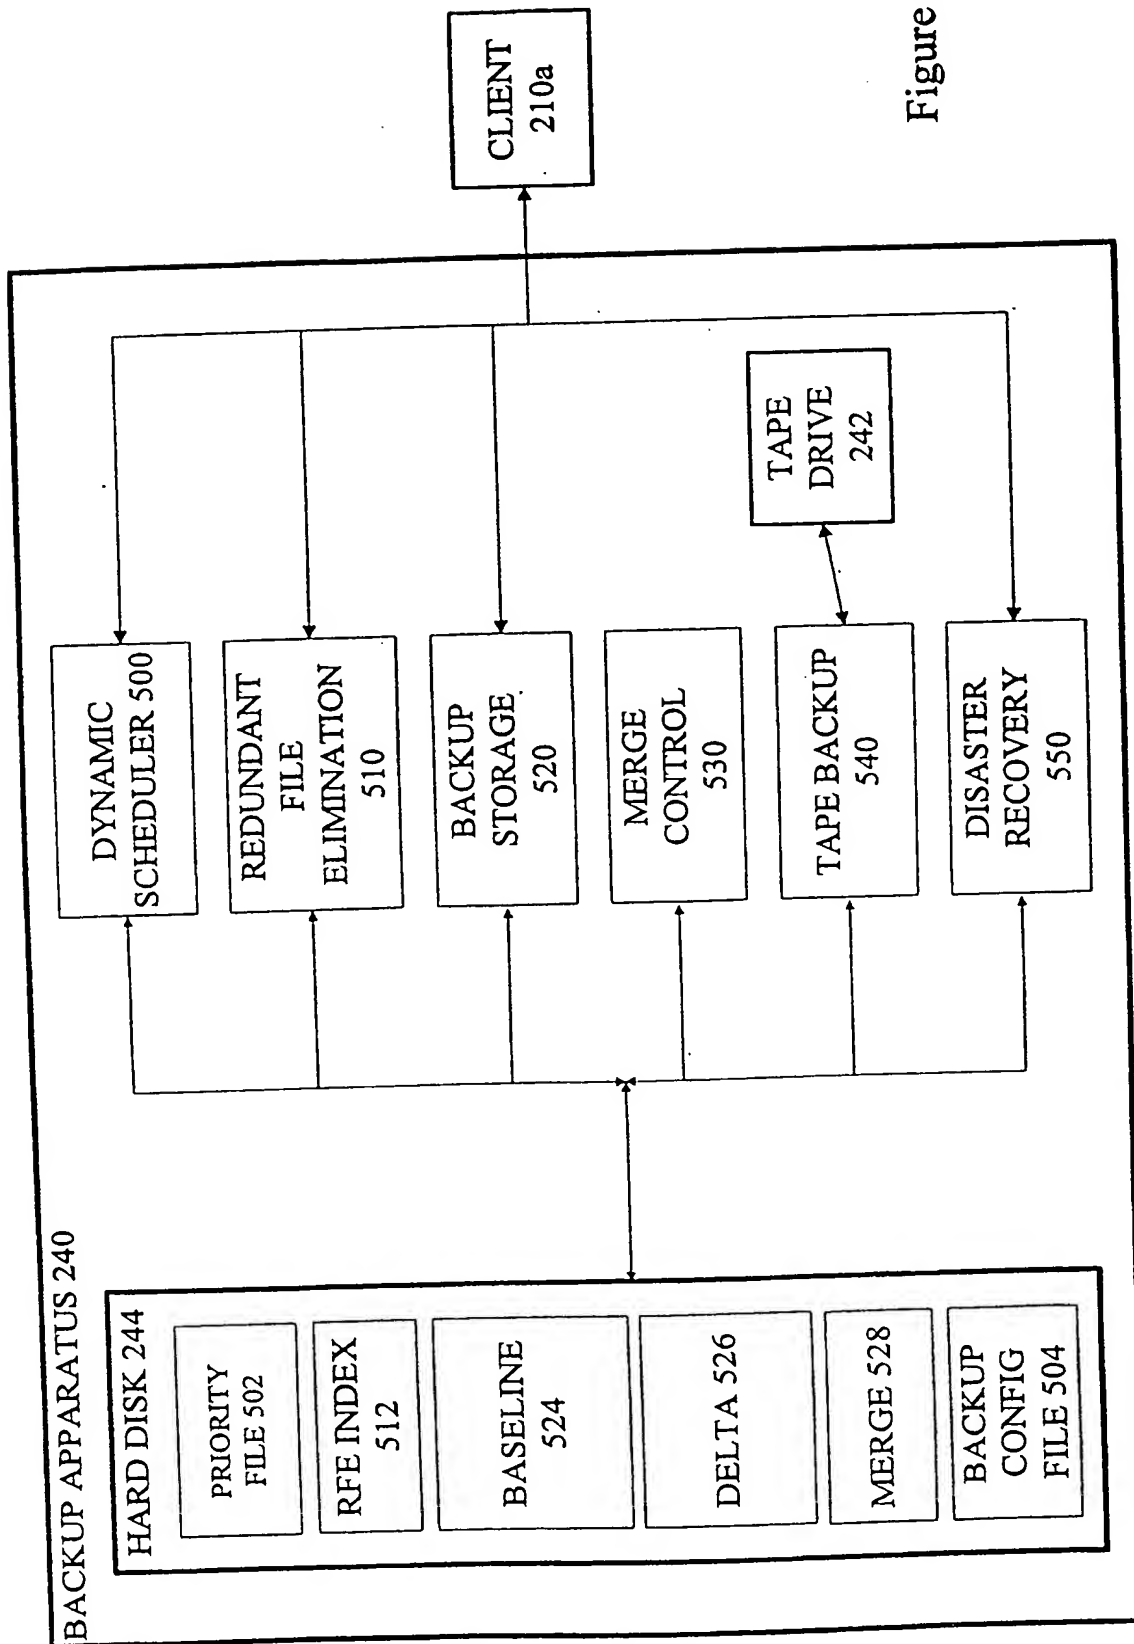 BACKUP APPARATUS 240
HARD DISK 244
PRIORITY
FILE 502
RFE INDEX
512
BASELINE
524
DELTA 526
MERGE 528
BACKUP
CONFIG
FILE 504
DYNAMIC
SCHEDULER 500
REDUNDANT
FILE
ELIMINATION
510
BACKUP
STORAGE
520
MERGE
CONTROL
530
TAPE BACKUP
540
DISASTER
RECOVERY
550
TAPE
DRIVE
242
CLIENT
210a
Figure